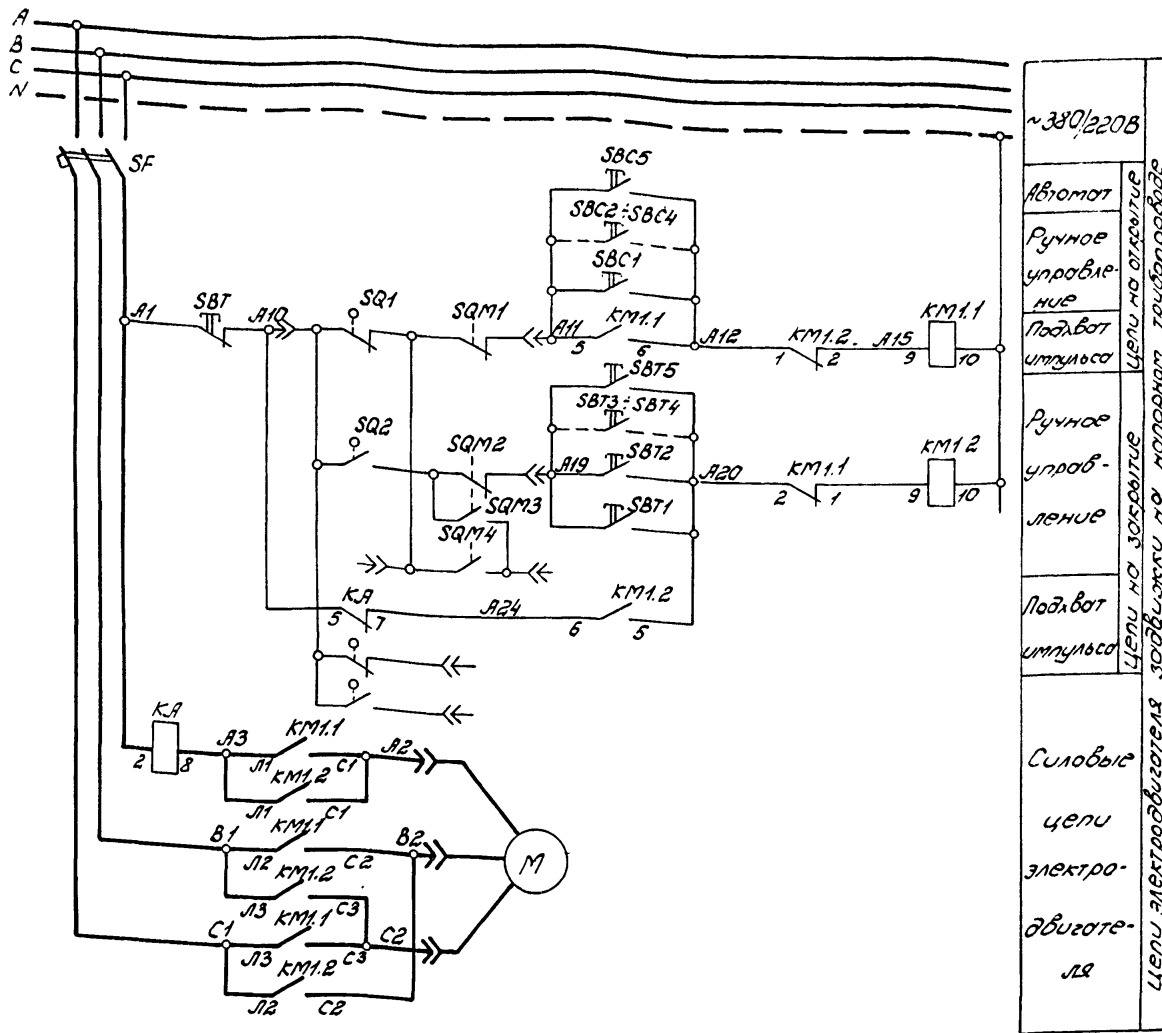 A
B
C
N
SF
~380/220В
Автомат
Ручное
управле-
ние
Подхват
импульса
Цепи на открытие
Ручное
управ-
ление
Подхват
импульса
Цепи на закрытие
Силовые
цепи
электро-
двигате-
ля
Цепи электродвигателя задвижки на напорном трубопроводе
SBC5
SBC2÷SBC4
SBC1
A1
SBT
A10
SQ1
SQM1
A11
KM1.1
5
6
A12
KM1.2
1
2
A15
9
KM1.1
10
SBT5
SBT3÷SBT4
SQ2
SQM2
A19
SBT2
A20
KM1.1
2
1
9
KM1.2
10
SQM3
SBT1
SQM4
KA
5
7
A24
KM1.2
6
5
KA
2
8
A3
KM1.1
Л1
C1
A2
KM1.2
Л1
C1
B1
KM1.1
Л2
C2
B2
M
KM1.2
Л3
C3
C1
KM1.1
Л3
C3
C2
KM1.2
Л2
C2